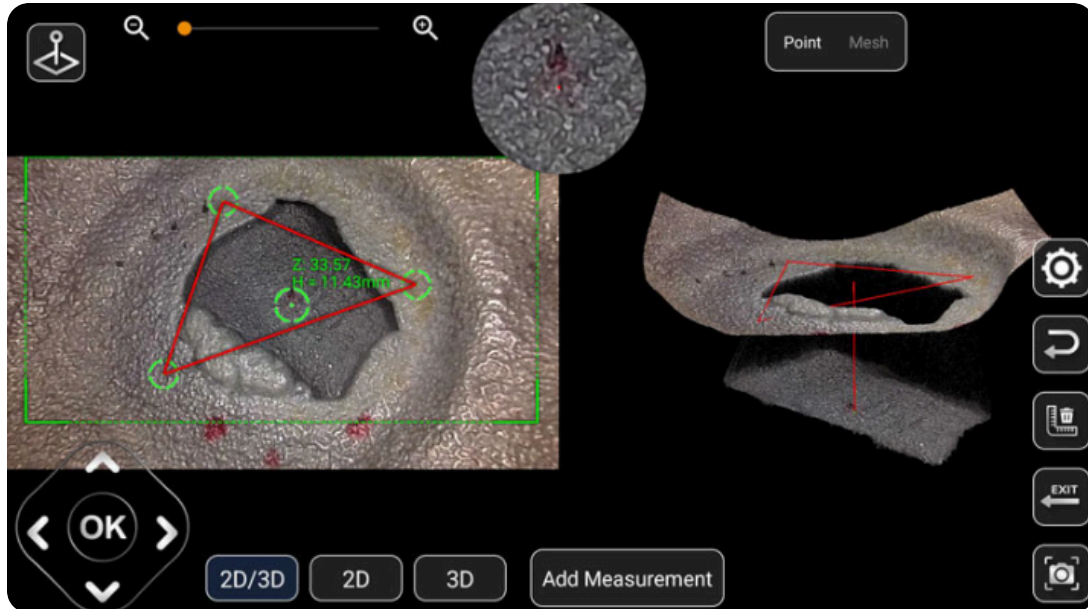 Point Mesh
Z: 33.57
H = 11.43mm
OK
EXIT
2D/3D
2D
3D
Add Measurement